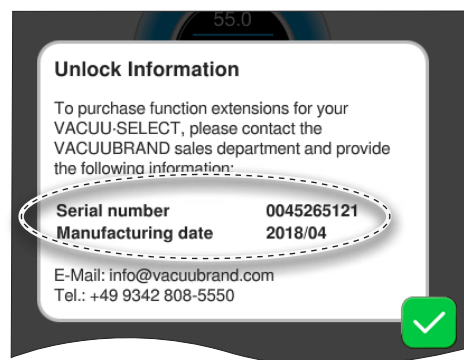 55.0
Unlock Information
To purchase function extensions for your
VACUU·SELECT, please contact the
VACUUBRAND sales department and provide
the following information:
Serial number 0045265121
Manufacturing date 2018/04
E-Mail: info@vacuubrand.com
Tel.: +49 9342 808-5550